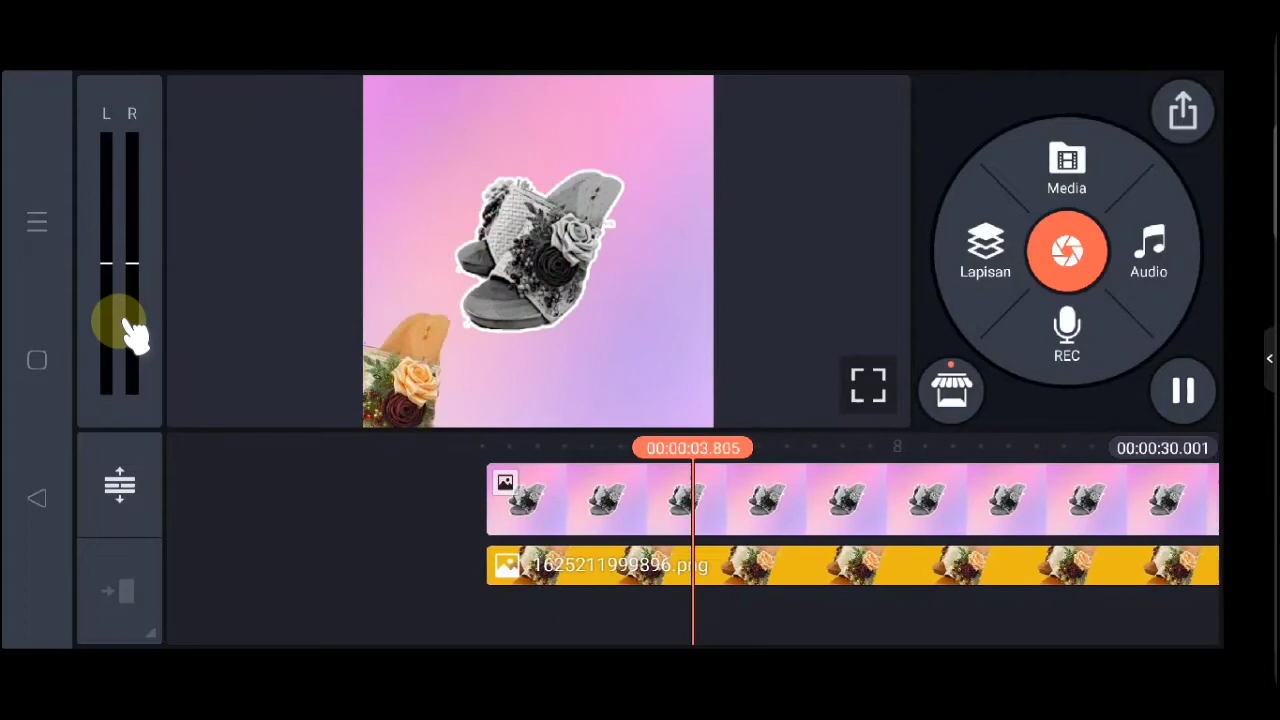 L R
Media
Lapisan
Audio
REC
00:00:03.805
8
00:00:30.001
1625211999896.png